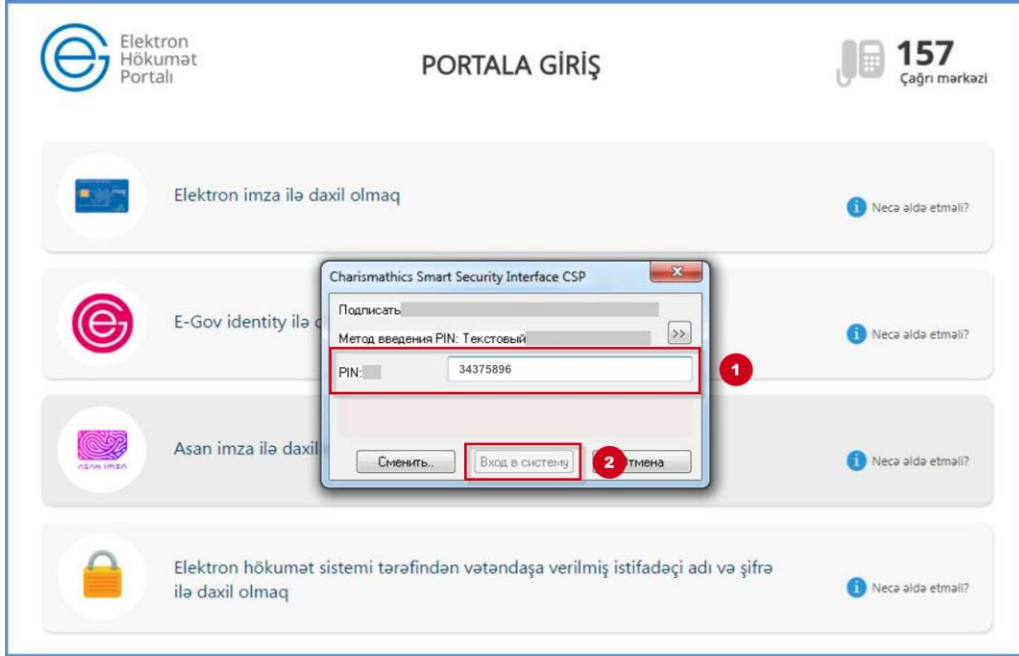 Elektron
Hökumət
Portalı
PORTALA GİRİŞ
157
Çağrı mərkəzi
Elektron imza ilə daxil olmaq
Necə əldə etməli?
Charismathics Smart Security Interface CSP
Подписать
E-Gov identity ilə
Метод введения PIN: Текстовый
>>
Necə əldə etməli?
PIN:
34375896
1
Asan imza ilə daxil
ASAN İMZA
Сменить..
Вход в систему
2
тмена
Necə əldə etməli?
Elektron hökumət sistemi tərəfindən vətəndaşa verilmiş istifadəçi adı və şifrə
ilə daxil olmaq
Necə əldə etməli?